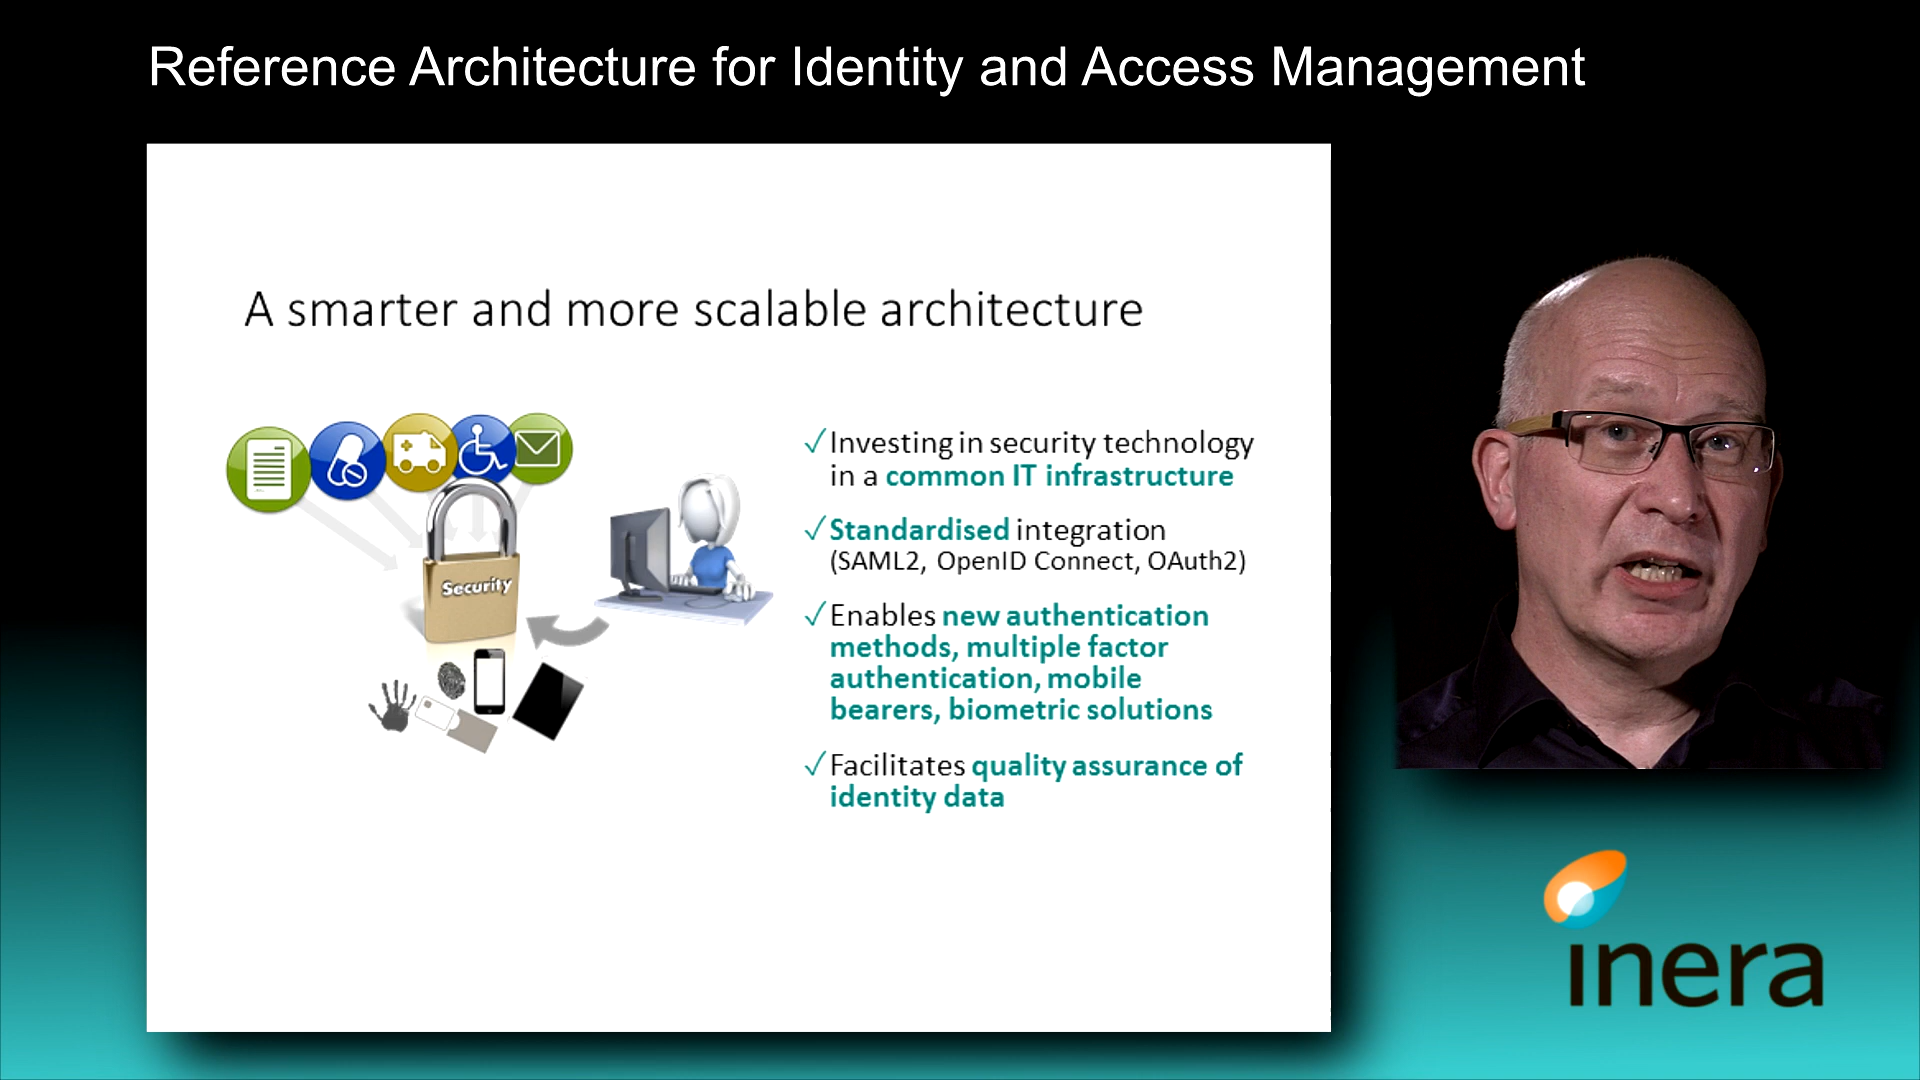 Reference Architecture for Identity and Access Management
A smarter and more scalable architecture
Security
✓Investing in security technology
in a common IT infrastructure
✓Standardised integration
(SAML2, OpenID Connect, OAuth2)
✓Enables new authentication
methods, multiple factor
authentication, mobile
bearers, biometric solutions
✓Facilitates quality assurance of
identity data
inera